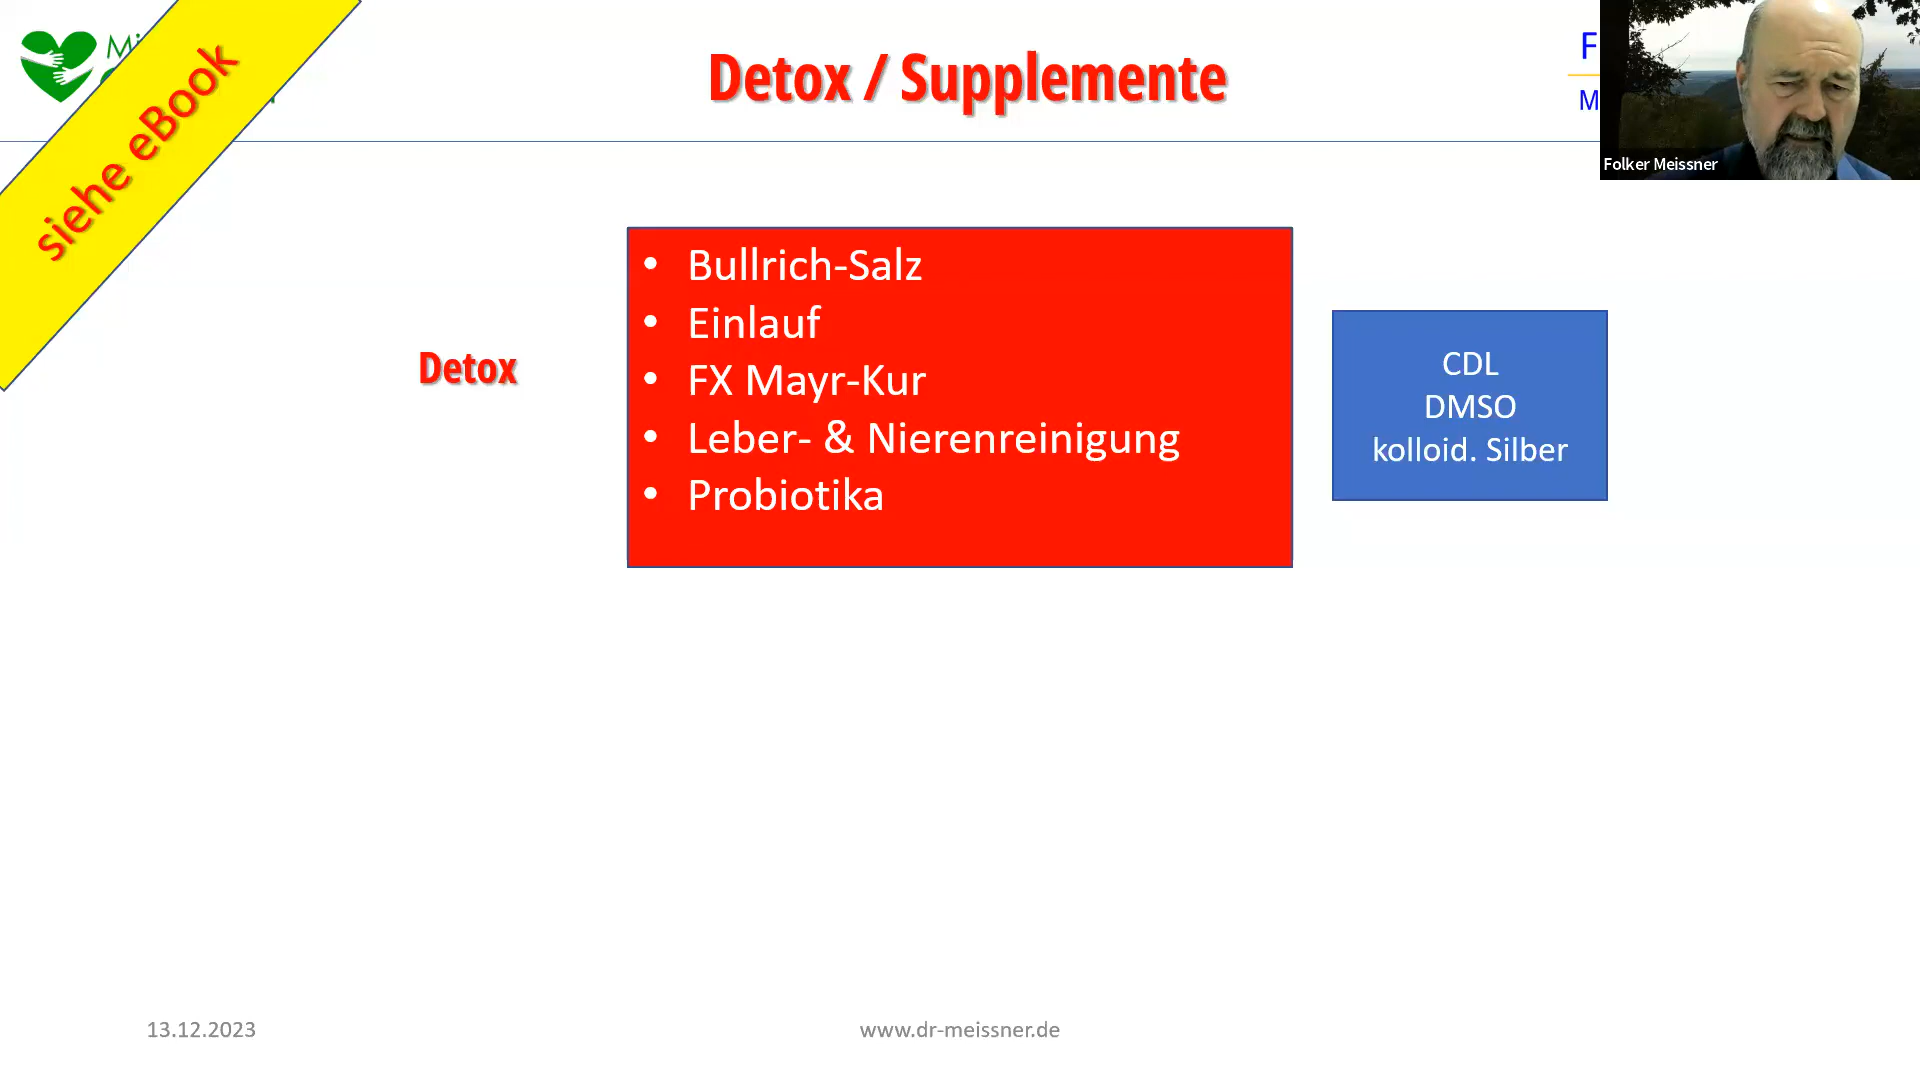 siehe eBook
Detox / Supplemente
Folker Meissner
Detox
• Bullrich-Salz
• Einlauf
• FX Mayr-Kur
• Leber- & Nierenreinigung
• Probiotika
CDL
DMSO
kolloid. Silber
13.12.2023
www.dr-meissner.de